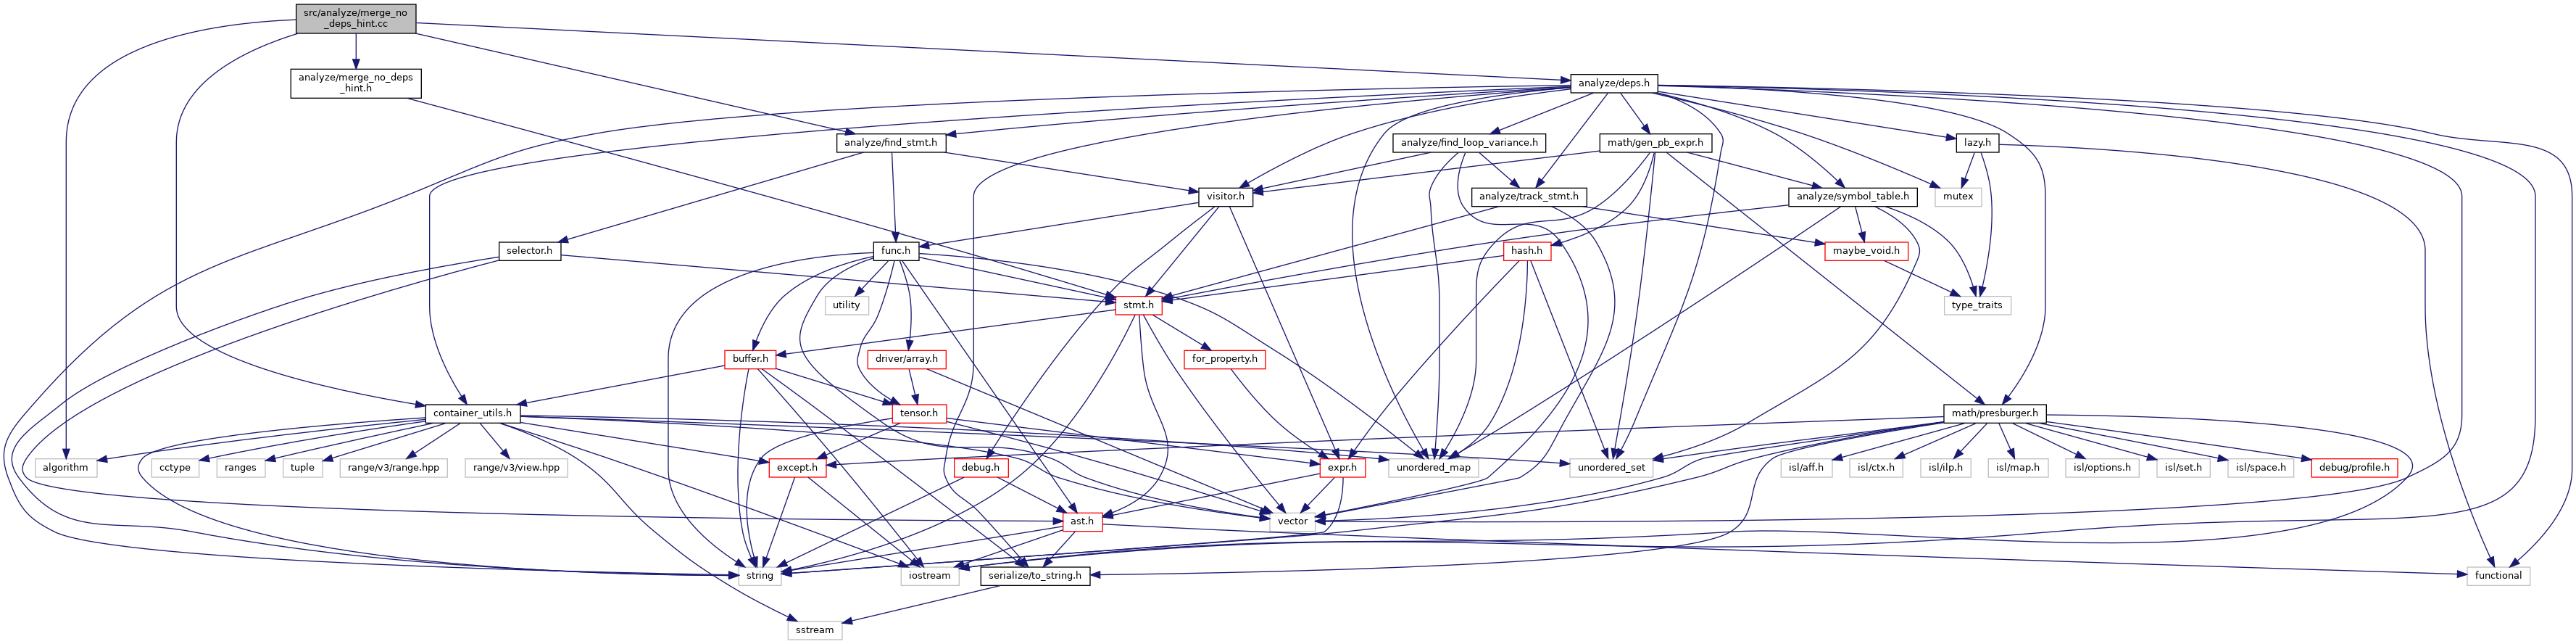 src/analyze/merge_no
_deps_hint.cc
analyze/merge_no_deps
_hint.h
analyze/deps.h
analyze/find_stmt.h
analyze/find_loop_variance.h
math/gen_pb_expr.h
lazy.h
visitor.h
analyze/track_stmt.h
analyze/symbol_table.h
mutex
selector.h
func.h
hash.h
maybe_void.h
utility
stmt.h
type_traits
buffer.h
driver/array.h
for_property.h
container_utils.h
tensor.h
math/presburger.h
algorithm
cctype
ranges
tuple
range/v3/range.hpp
range/v3/view.hpp
except.h
debug.h
expr.h
unordered_map
unordered_set
isl/aff.h
isl/ctx.h
isl/ilp.h
isl/map.h
isl/options.h
isl/set.h
isl/space.h
debug/profile.h
ast.h
vector
string
iostream
serialize/to_string.h
functional
sstream